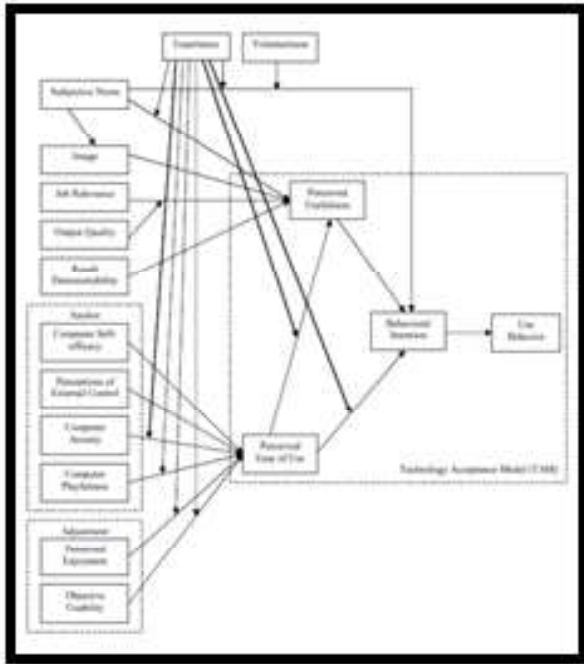 Experience
Voluntariness
Subjective Norm
Image
Job Relevance
Output Quality
Result
Demonstrability
Perceived
Usefulness
Anchor
Computer Self-
efficacy
Perceptions of
External Control
Computer
Anxiety
Computer
Playfulness
Behavioral
Intention
Use
Behavior
Perceived
Ease of Use
Technology Acceptance Model (TAM)
Adjustment
Perceived
Enjoyment
Objective
Usability